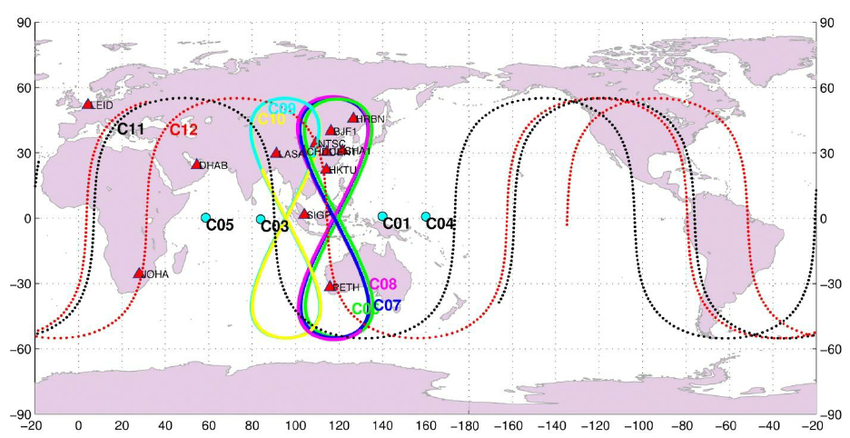 90 90
60 60
30 30
0 0
−30 −30
−60 −60
−90 −90
−20 0 20 40 60 80 100 120 140 160 −180 −160 −140 −120 −100 −80 −60 −40 −20
LEID
C09
C10
HRBN
C11 C12
BJF1
NTSC
LASA
DHAB
HKTU
SIGP
C05 C03 C01 C04
JOHA
PETH
C08
C07